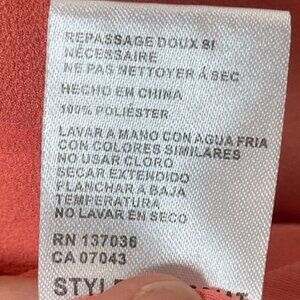 REPASSAGE DOUX SI
NÉCESSAIRE
NE PAS NETTOYER À SEC
HECHO EN CHINA
100% POLIÉSTER
LAVAR A MANO CON AGUA FRIA
CON COLORES SIMILARES
NO USAR CLORO
SECAR EXTENDIDO
PLANCHAR A BAJA
TEMPERATURA
NO LAVAR EN SECO
RN 137036
CA 07043